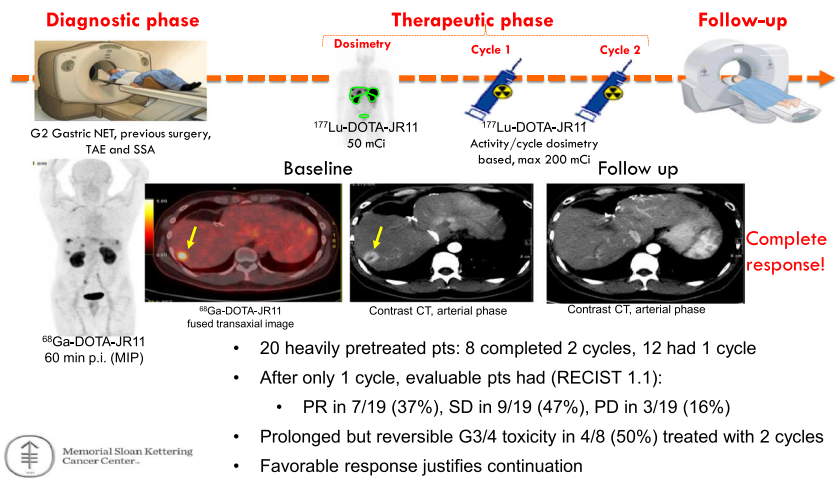 Diagnostic phase
Therapeutic phase
Follow-up
Dosimetry
Cycle 1
Cycle 2
G2 Gastric NET, previous surgery,
TAE and SSA
¹⁷⁷Lu-DOTA-JR11
50 mCi
¹⁷⁷Lu-DOTA-JR11
Activity/cycle dosimetry
based, max 200 mCi
Baseline
Follow up
Complete
response!
⁶⁸Ga-DOTA-JR11
60 min p.i. (MIP)
⁶⁸Ga-DOTA-JR11
fused transaxial image
Contrast CT, arterial phase
Contrast CT, arterial phase
• 20 heavily pretreated pts: 8 completed 2 cycles, 12 had 1 cycle
• After only 1 cycle, evaluable pts had (RECIST 1.1):
• PR in 7/19 (37%), SD in 9/19 (47%), PD in 3/19 (16%)
• Prolonged but reversible G3/4 toxicity in 4/8 (50%) treated with 2 cycles
• Favorable response justifies continuation
Memorial Sloan Kettering
Cancer Center™